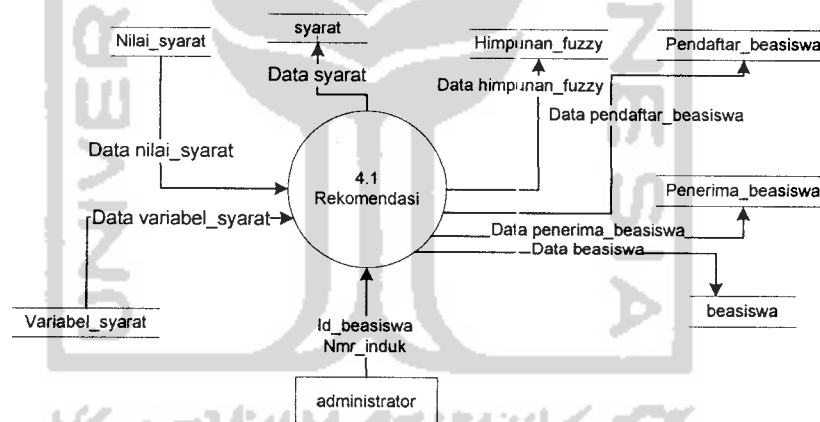 syarat
Nilai_syarat
Himpunan_fuzzy
Pendaftar_beasiswa
Data syarat
Data himpunan_fuzzy
Data pendaftar_beasiswa
Data nilai_syarat
4.1
Rekomendasi
Penerima_beasiswa
Data variabel_syarat
Data penerima_beasiswa
Data beasiswa
Variabel_syarat
beasiswa
Id_beasiswa
Nmr_induk
administrator